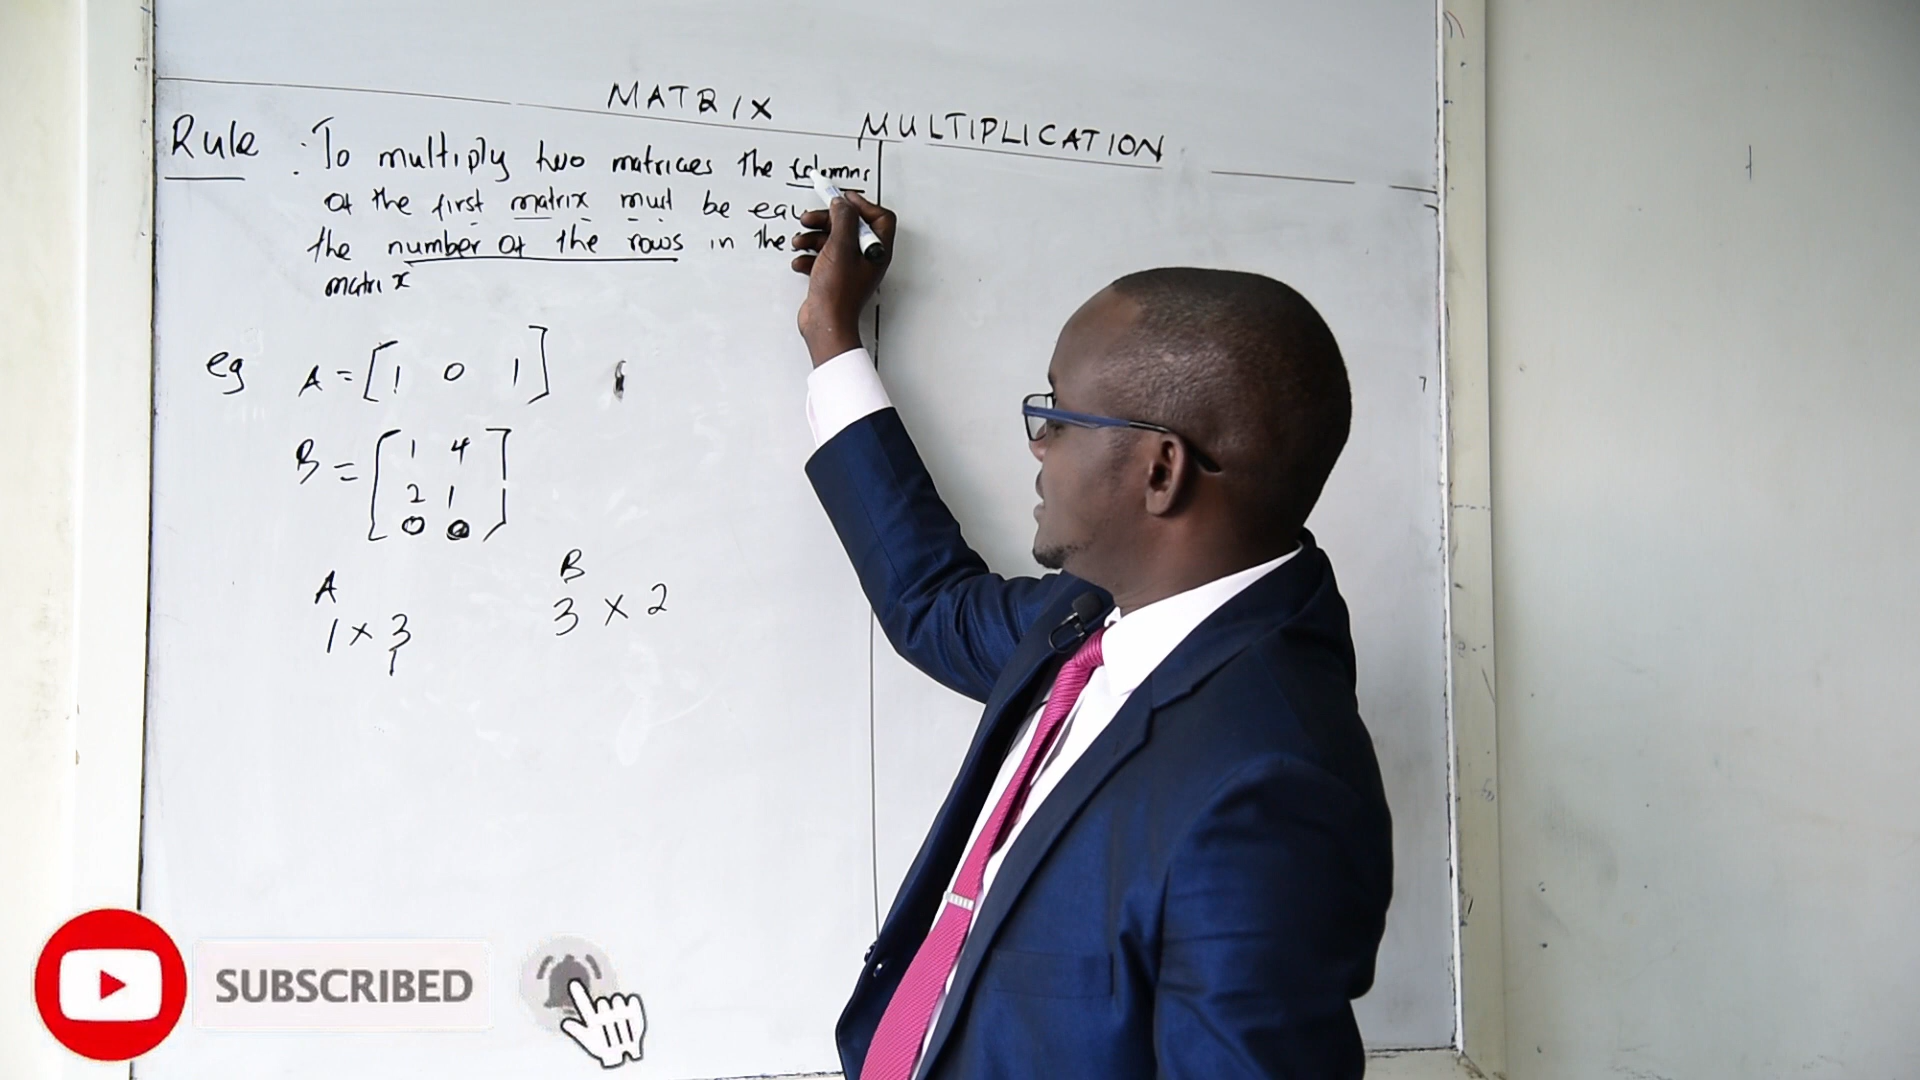 MATRIX MULTIPLICATION
Rule : To multiply two matrices the columns
of the first matrix must be equ
the number of the rows in the
matrix
eg A = [ 1 0 1 ]
B = [ 1 4
2 1
0 0 ]
A B
1 × 3 3 × 2
SUBSCRIBED